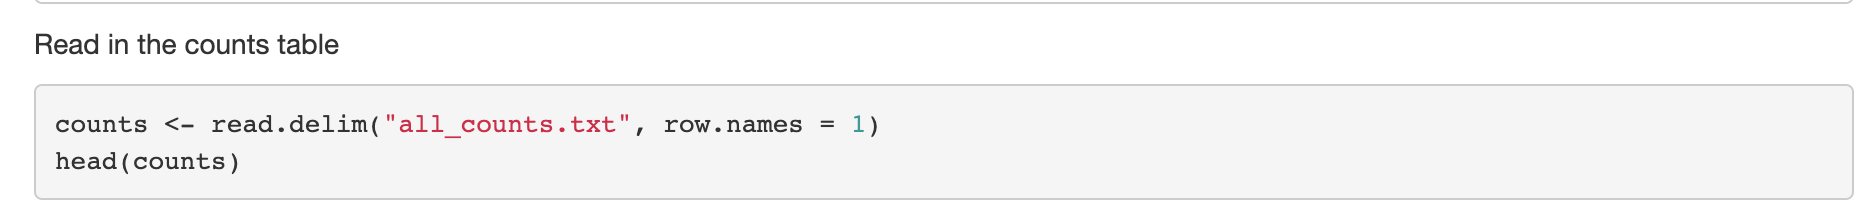 Read in the counts table
counts <- read.delim("all_counts.txt", row.names = 1)
head(counts)